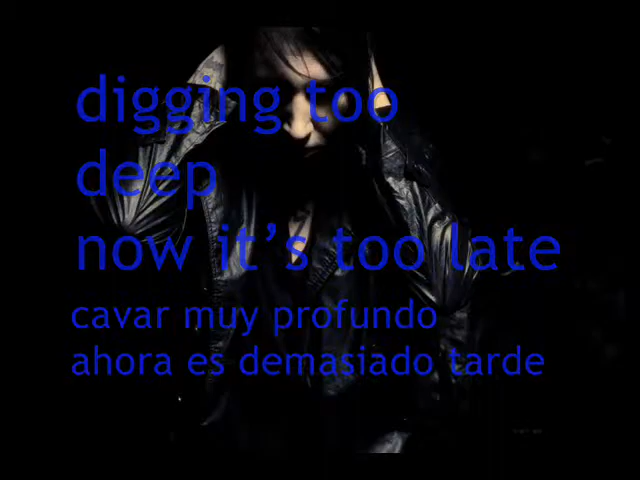 digging too
deep
now it's too late
cavar muy profundo
ahora es demasiado tarde